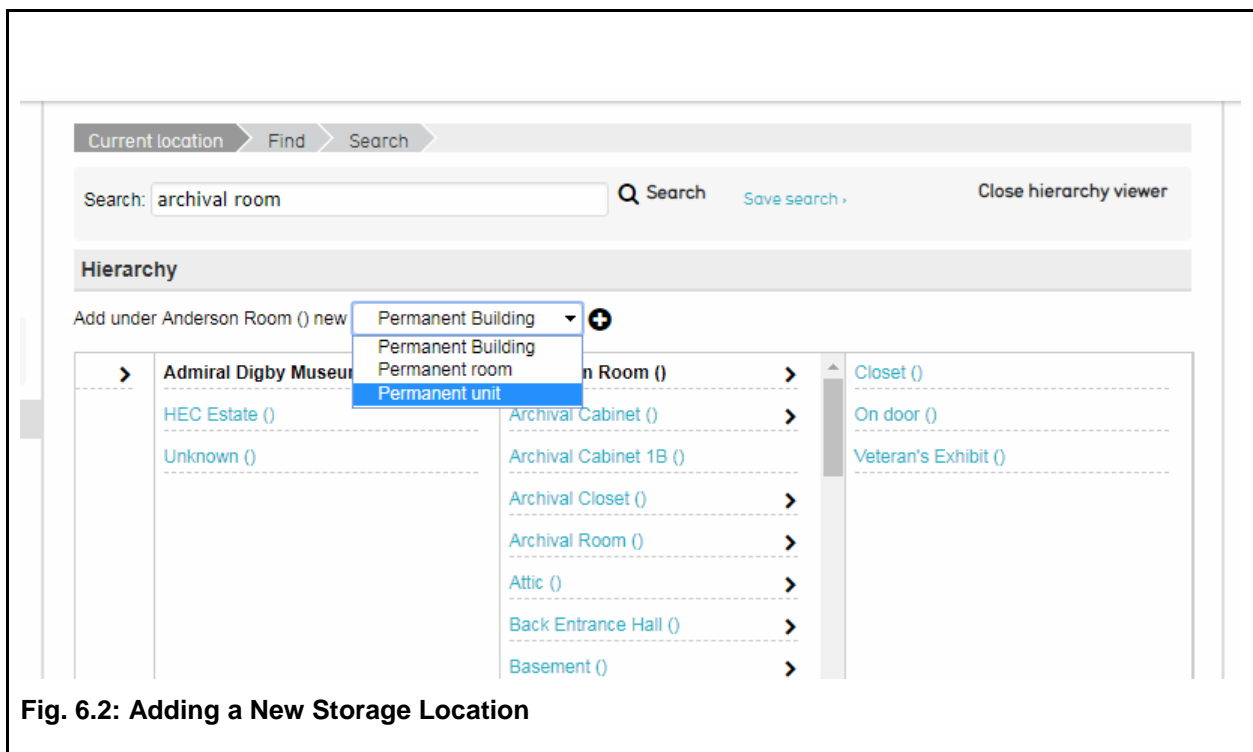 Current location Find Search
Search: archival room Search Save search › Close hierarchy viewer
Hierarchy
Add under Anderson Room () new Permanent Building
Permanent Building
Permanent room
Permanent unit
Admiral Digby Museu n Room () Closet ()
HEC Estate () Archival Cabinet () On door ()
Unknown () Archival Cabinet 1B () Veteran's Exhibit ()
Archival Closet ()
Archival Room ()
Attic ()
Back Entrance Hall ()
Basement ()
Fig. 6.2: Adding a New Storage Location